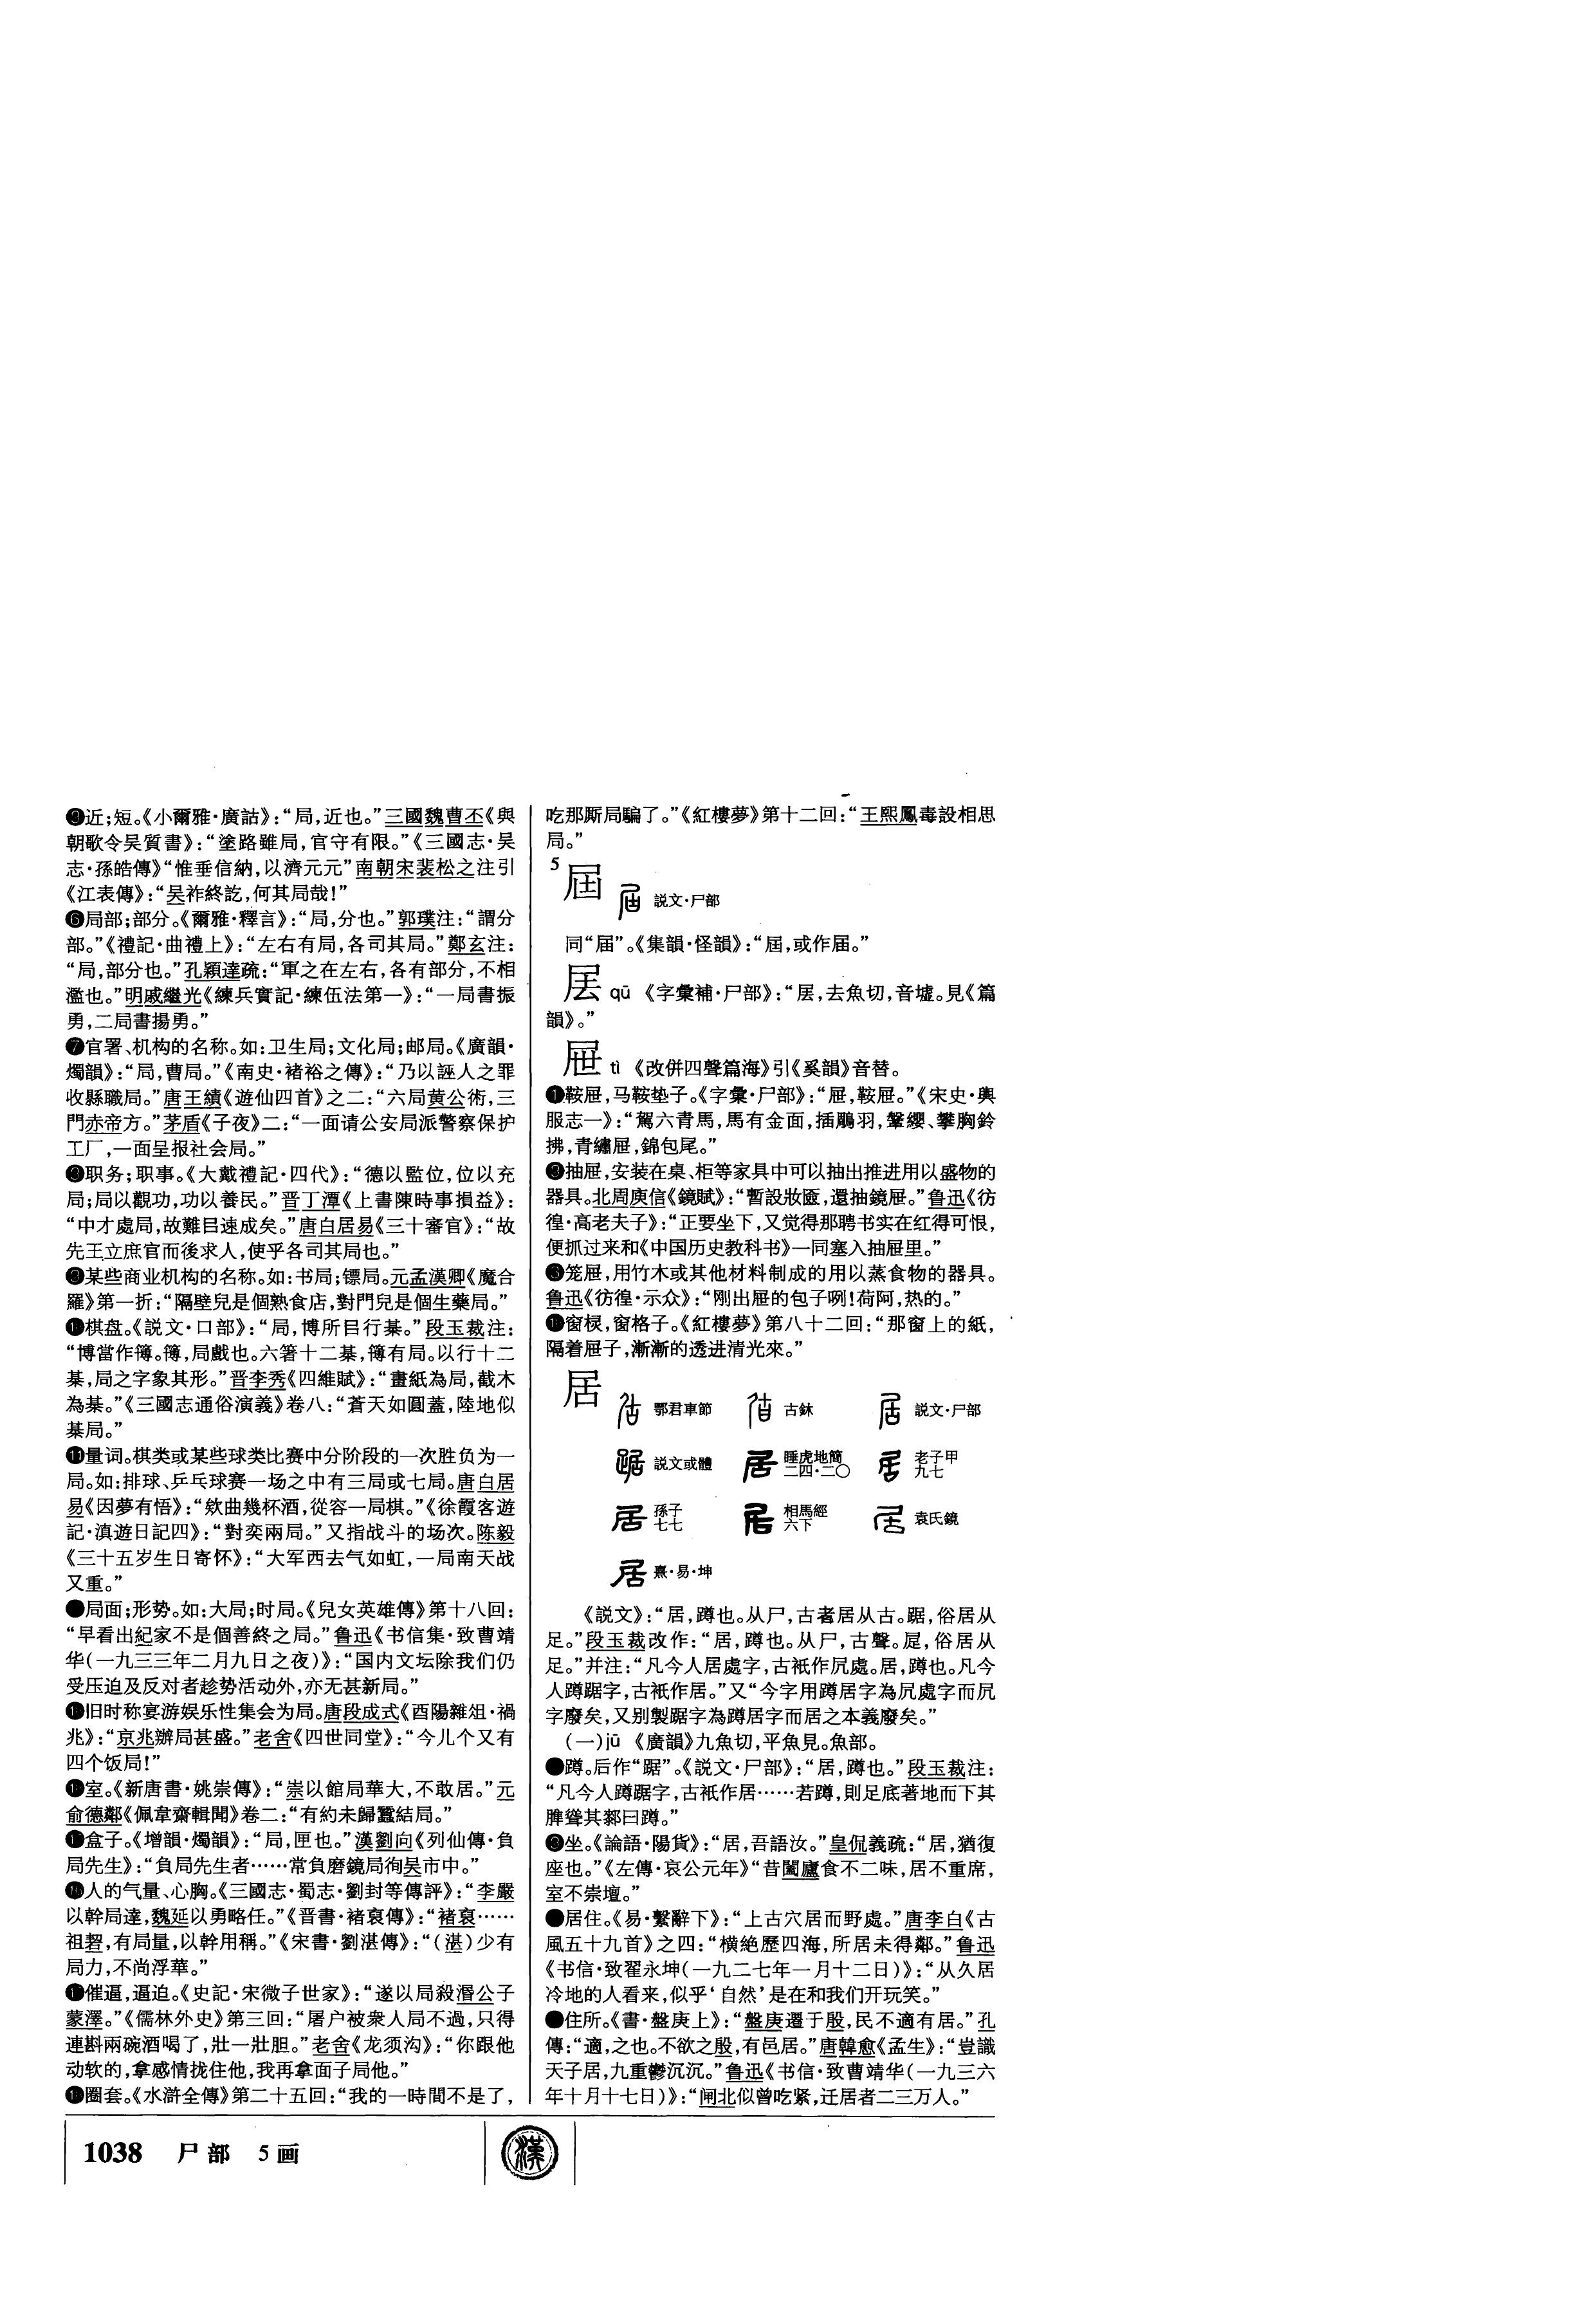 近;短。《小爾雅·廣詁》:“局,近也。”三國魏曹丕《與
朝歌令吴質書》:“塗路雖局,官守有限。”《三國志·吴
志·孫皓傳》“惟垂信納,以濟元元”南朝宋裴松之注引
《江表傳》:“吴祚終訖,何其局哉!”
❻局部;部分。《爾雅·釋言》:“局,分也。”郭璞注:“謂分
部。”《禮記·曲禮上》:“左右有局,各司其局。”鄭玄注:
“局,部分也。”孔穎達疏:“軍之在左右,各有部分,不相
濫也。”明戚繼光《練兵實記·練伍法第一》:“一局書振
勇,二局書揚勇。”
❼官署、机构的名称。如:卫生局;文化局;邮局。《廣韻·
燭韻》:“局,曹局。”《南史·褚裕之傳》:“乃以誣人之罪
收縣職局。”唐王績《遊仙四首》之二:“六局黄公術,三
門赤帝方。”茅盾《子夜》二:“一面请公安局派警察保护
工厂,一面呈报社会局。”
职务;职事。《大戴禮記·四代》:“德以監位,位以充
局;局以觀功,功以養民。”晋丁潭《上書陳時事損益》:
“中才處局,故難㠯速成矣。”唐白居易《三十審官》:“故
先王立庶官而後求人,使乎各司其局也。”
某些商业机构的名称。如:书局;镖局。元孟漢卿《魔合
羅》第一折:“隔壁兒是個熟食店,對門兒是個生藥局。”
棋盘。《説文·口部》:“局,博所㠯行棊。”段玉裁注:
“博當作簙。簙,局戲也。六箸十二棊,簙有局。以行十二
棊,局之字象其形。”晋李秀《四維賦》:“畫紙為局,截木
為棊。”《三國志通俗演義》卷八:“蒼天如圓蓋,陸地似
棊局。”
⓫量词。棋类或某些球类比赛中分阶段的一次胜负为一
局。如:排球、乒乓球赛一场之中有三局或七局。唐白居
易《因夢有悟》:“欸曲幾杯酒,從容一局棋。”《徐霞客遊
記·滇遊日記四》:“對奕兩局。”又指战斗的场次。陈毅
《三十五岁生日寄怀》:“大军西去气如虹,一局南天战
又重。”
局面;形势。如:大局;时局。《兒女英雄傳》第十八回:
“早看出紀家不是個善終之局。”鲁迅《书信集·致曹靖
华(一九三三年二月九日之夜)》:“国内文坛除我们仍
受压迫及反对者趁势活动外,亦无甚新局。”
旧时称宴游娱乐性集会为局。唐段成式《酉陽雜俎·禍
兆》:“京兆辦局甚盛。”老舍《四世同堂》:“今儿个又有
四个饭局!”
室。《新唐書·姚崇傳》:“崇以館局華大,不敢居。”元
俞德鄰《佩韋齋輯聞》卷二:“有約未歸蠶結局。”
盒子。《增韻·燭韻》:“局,匣也。”漢劉向《列仙傳·負
局先生》:“負局先生者……常負磨鏡局徇吴市中。”
⓰人的气量、心胸。《三國志·蜀志·劉封等傳評》:“李嚴
以幹局達,魏延以勇略任。”《晋書·褚裒傳》:“褚裒……
祖䂮,有局量,以幹用稱。”《宋書·劉湛傳》:“(湛)少有
局力,不尚浮華。”
催逼,逼迫。《史記·宋微子世家》:“遂以局殺湣公子
蒙澤。”《儒林外史》第三回:“屠户被衆人局不過,只得
連斟兩碗酒喝了,壯一壯胆。”老舍《龙须沟》:“你跟他
动软的,拿感情拢住他,我再拿面子局他。”
圈套。《水滸全傳》第二十五回:“我的一時間不是了,
吃那厮局騙了。”《紅樓夢》第十二回:“王熙鳳毒設相思
局。”
5
屆 説文·尸部
同“届”。《集韻·怪韻》:“屆,或作届。”
㞙 qū 《字彙補·尸部》:“㞙,去魚切,音墟。見《篇
韻》。”
屉 tì 《改併四聲篇海》引《奚韻》音替。
❶鞍屉,马鞍垫子。《字彙·尸部》:“屉,鞍屉。”《宋史·輿
服志一》:“駕六青馬,馬有金面,插鵰羽,鞶纓、攀胸鈴
拂,青繡屉,錦包尾。”
抽屉,安装在桌、柜等家具中可以抽出推进用以盛物的
器具。北周庾信《鏡賦》:“暫設妝匲,還抽鏡屉。”鲁迅《彷
徨·高老夫子》:“正要坐下,又觉得那聘书实在红得可恨,
便抓过来和《中国历史教科书》一同塞入抽屉里。”
笼屉,用竹木或其他材料制成的用以蒸食物的器具。
鲁迅《彷徨·示众》:“刚出屉的包子咧!荷阿,热的。”
窗棂,窗格子。《紅樓夢》第八十二回:“那窗上的紙,
隔着屉子,漸漸的透进清光來。”
居 鄂君車節 古鉢 説文·尸部
説文或體 睡虎地簡二四·二〇 老子甲九七
孫子七七 相馬經六下 袁氏鏡
熹·易·坤
《説文》:“居,蹲也。从尸,古者居从古。踞,俗居从
足。”段玉裁改作:“居,蹲也。从尸,古聲。𡲰,俗居从
足。”并注:“凡今人居處字,古衹作凥處。居,蹲也。凡今
人蹲踞字,古衹作居。”又“今字用蹲居字為凥處字而凥
字廢矣,又别製踞字為蹲居字而居之本義廢矣。”
(一)jū 《廣韻》九魚切,平魚見。魚部。
蹲。后作“踞”。《説文·尸部》:“居,蹲也。”段玉裁注:
“凡今人蹲踞字,古衹作居……若蹲,則足底著地而下其
脽聳其厀曰蹲。”
坐。《論語·陽貨》:“居,吾語汝。”皇侃義疏:“居,猶復
座也。”《左傳·哀公元年》“昔闔廬食不二味,居不重席,
室不崇壇。”
居住。《易·繫辭下》:“上古穴居而野處。”唐李白《古
風五十九首》之四:“横絶歷四海,所居未得鄰。”鲁迅
《书信·致翟永坤(一九二七年一月十二日)》:“从久居
冷地的人看来,似乎‘自然’是在和我们开玩笑。”
住所。《書·盤庚上》:“盤庚遷于殷,民不適有居。”孔
傳:“適,之也。不欲之殷,有邑居。”唐韓愈《孟生》:“豈識
天子居,九重鬱沉沉。”鲁迅《书信·致曹靖华(一九三六
年十月十七日)》:“闸北似曾吃紧,迁居者二三万人。”
1038 尸部 5画
漢